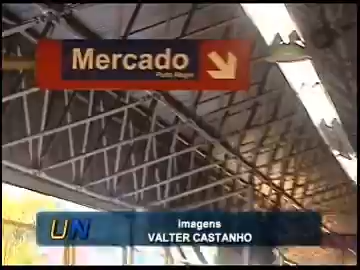 Mercado
Porto Alegre
UN
Imagens
VALTER CASTANHO